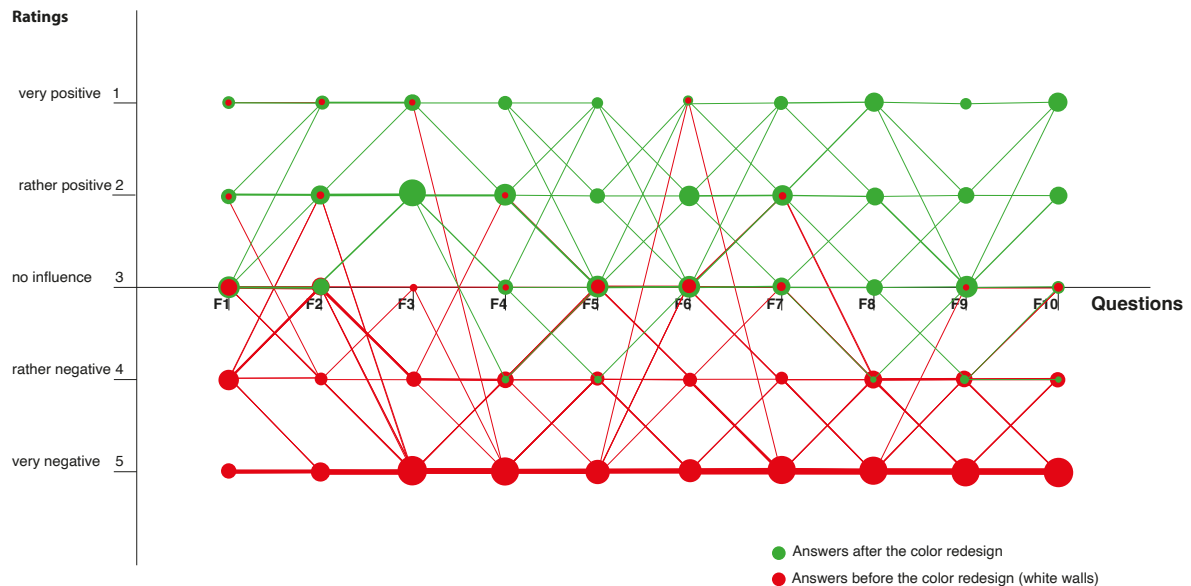 Ratings
very positive 1
rather positive 2
no influence 3
F1 F2 F3 F4 F5 F6 F7 F8 F9 F10 Questions
rather negative 4
very negative 5
Answers after the color redesign
Answers before the color redesign (white walls)